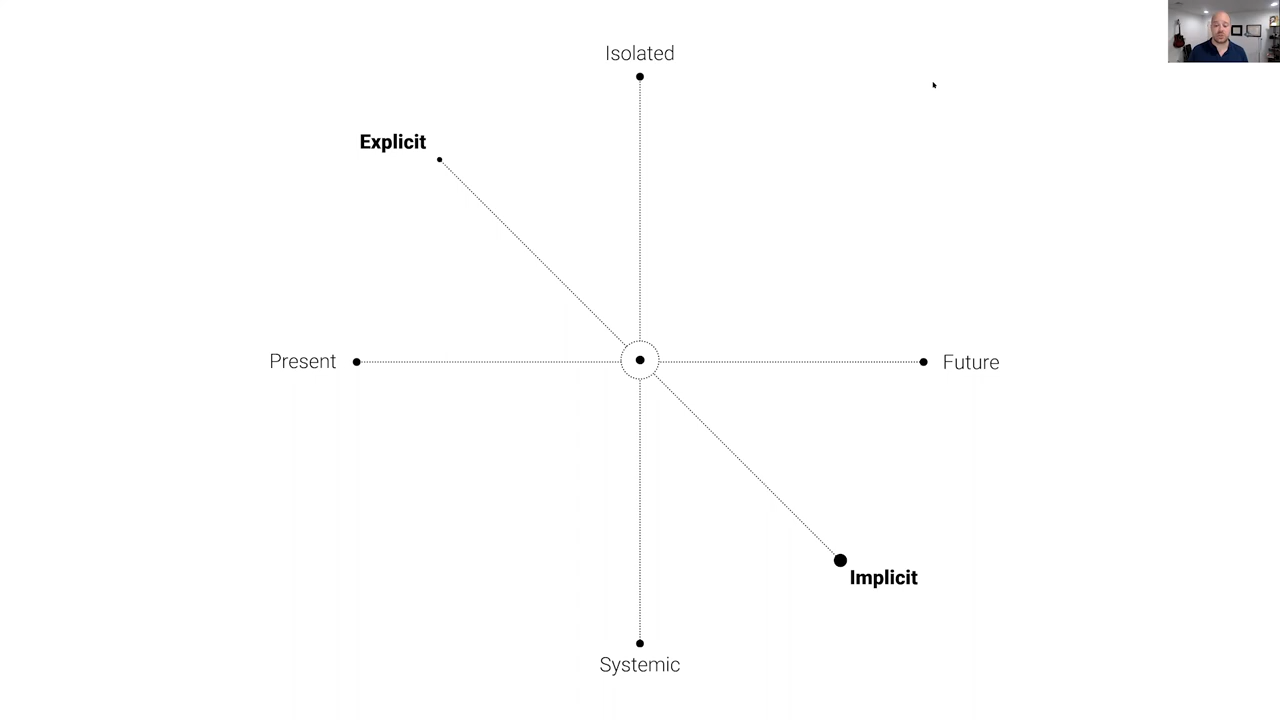 Isolated
Explicit
Present
Future
Implicit
Systemic